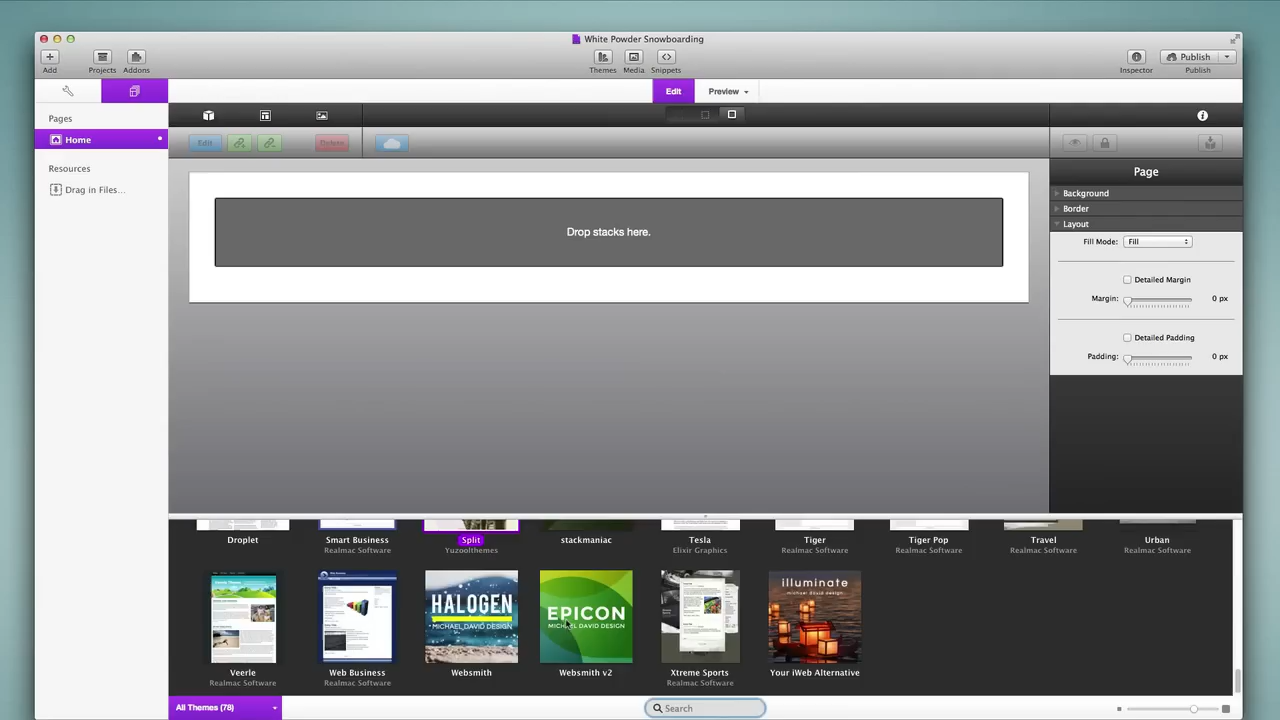 White Powder Snowboarding
Add
Projects
Addons
Themes
Media
Snippets
Inspector
Publish
Publish
Edit
Preview
Pages
Home
Resources
Drag in Files...
Edit
Delete
Drop stacks here.
Page
Background
Border
Layout
Fill Mode: Fill
Detailed Margin
Margin: 0 px
Detailed Padding
Padding: 0 px
Droplet
Smart Business
Realmac Software
Split
Yuzoolthemes
stackmaniac
Tesla
Elixir Graphics
Tiger
Realmac Software
Tiger Pop
Realmac Software
Travel
Realmac Software
Urban
Realmac Software
HALOGEN
MICHAEL DAVID DESIGN
EPICON
MICHAEL DAVID DESIGN
illuminate
michael david design
Veerle
Realmac Software
Web Business
Realmac Software
Websmith
Websmith v2
Xtreme Sports
Realmac Software
Your iWeb Alternative
All Themes (78)
Search